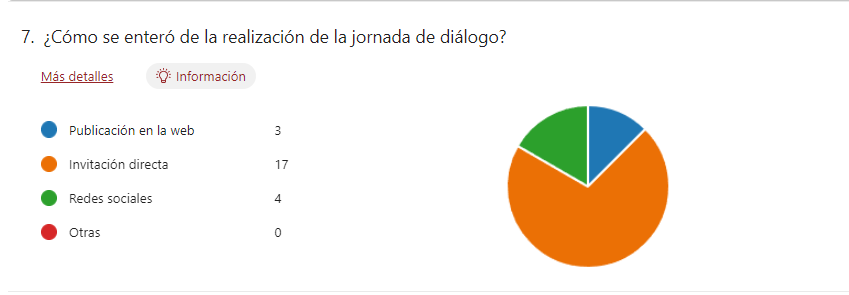 7. ¿Cómo se enteró de la realización de la jornada de diálogo?
Más detalles Información
Publicación en la web 3
Invitación directa 17
Redes sociales 4
Otras 0